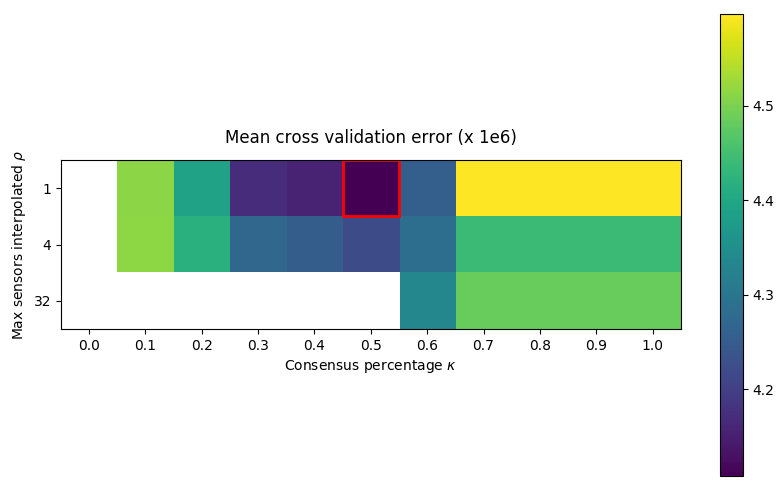 Mean cross validation error (x 1e6)
Max sensors interpolated ρ
1
4
32
0.0 0.1 0.2 0.3 0.4 0.5 0.6 0.7 0.8 0.9 1.0
Consensus percentage κ
4.5
4.4
4.3
4.2